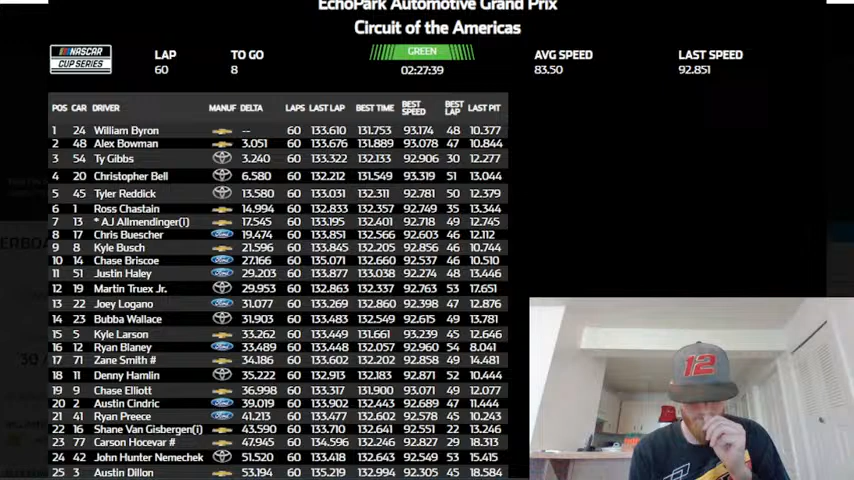 EchoPark Automotive Grand Prix
Circuit of the Americas
NASCAR CUP SERIES
LAP TO GO GREEN AVG SPEED LAST SPEED
60 8 02:27:39 83.50 92.851
POS CAR DRIVER MANUF DELTA LAPS LAST LAP BEST TIME BEST SPEED BEST LAP LAST PIT
1 24 William Byron -- 60 133.610 131.753 93.174 48 10.377
2 48 Alex Bowman 3.051 60 133.676 131.889 93.078 47 10.844
3 54 Ty Gibbs 3.240 60 133.322 132.133 92.906 30 12.277
4 20 Christopher Bell 6.580 60 132.212 131.549 93.319 51 13.044
5 45 Tyler Reddick 13.580 60 133.031 132.311 92.781 50 12.379
6 1 Ross Chastain 14.994 60 132.833 132.357 92.749 35 13.344
7 13 * AJ Allmendinger(i) 17.545 60 133.195 132.401 92.718 49 12.745
8 17 Chris Buescher 19.474 60 133.851 132.566 92.603 46 12.112
9 8 Kyle Busch 21.596 60 133.845 132.205 92.856 46 10.744
10 14 Chase Briscoe 27.166 60 135.071 132.660 92.537 46 10.510
11 51 Justin Haley 29.203 60 133.877 133.038 92.274 48 13.446
12 19 Martin Truex Jr. 29.953 60 132.863 132.337 92.763 53 17.651
13 22 Joey Logano 31.077 60 133.269 132.860 92.398 47 12.876
14 23 Bubba Wallace 31.903 60 133.483 132.549 92.615 49 13.781
15 5 Kyle Larson 33.262 60 133.449 131.661 93.239 45 12.646
16 12 Ryan Blaney 33.489 60 133.448 132.057 92.960 54 8.041
17 71 Zane Smith # 34.186 60 133.602 132.202 92.858 49 14.481
18 11 Denny Hamlin 35.222 60 132.913 132.183 92.871 52 10.444
19 9 Chase Elliott 36.998 60 133.317 131.900 93.071 49 12.077
20 2 Austin Cindric 39.019 60 133.902 132.443 92.689 47 11.444
21 41 Ryan Preece 41.213 60 133.477 132.602 92.578 45 10.243
22 16 Shane Van Gisbergen(i) 43.590 60 133.710 132.641 92.551 22 13.246
23 77 Carson Hocevar # 47.945 60 134.596 132.246 92.827 29 18.313
24 42 John Hunter Nemechek 51.520 60 133.418 132.643 92.549 53 15.415
25 3 Austin Dillon 53.194 60 135.219 132.994 92.305 45 18.584
12